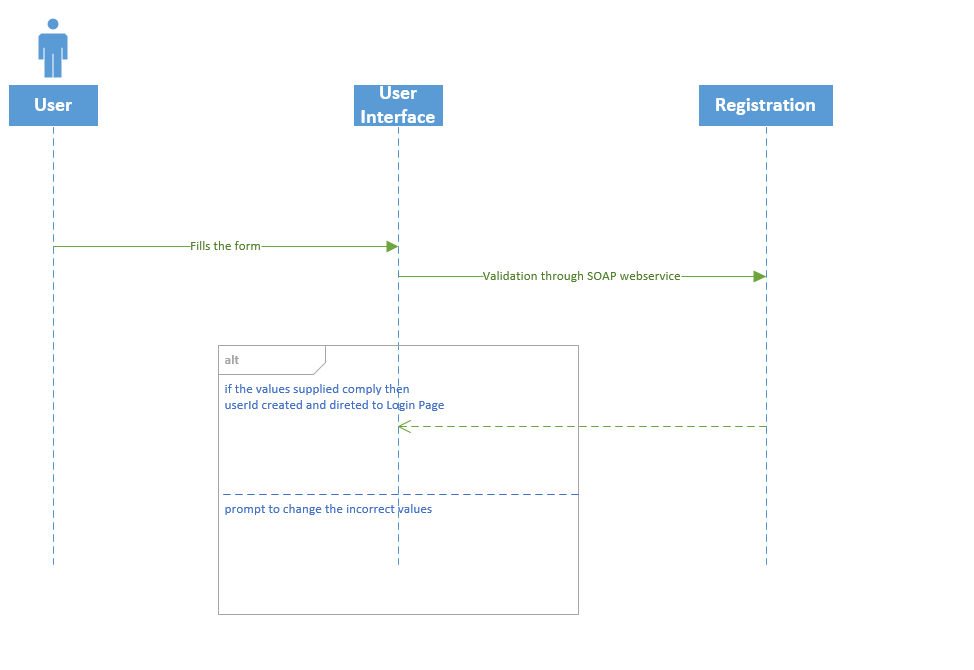 User
User
Interface
Registration
Fills the form
Validation through SOAP webservice
alt
if the values supplied comply then
userId created and direted to Login Page
prompt to change the incorrect values